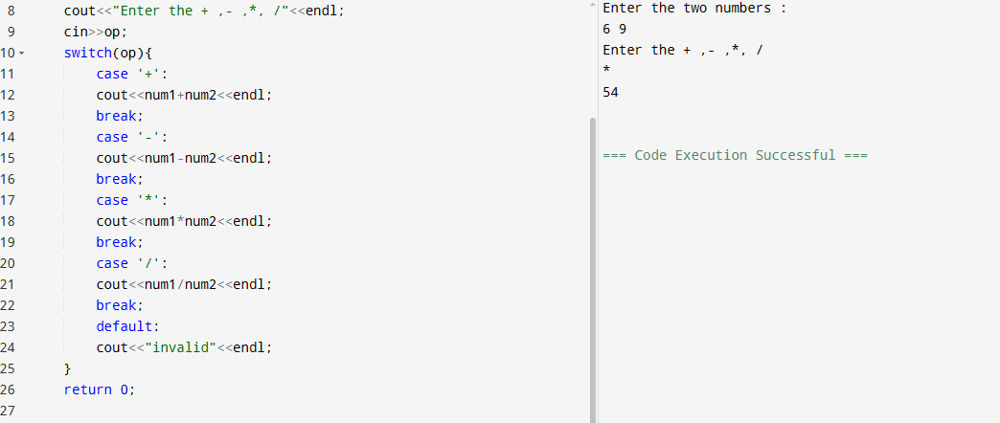 8 cout<<"Enter the + ,- ,*, /"<<endl;
9 cin>>op;
10 switch(op){
11 case '+':
12 cout<<num1+num2<<endl;
13 break;
14 case '-':
15 cout<<num1-num2<<endl;
16 break;
17 case '*':
18 cout<<num1*num2<<endl;
19 break;
20 case '/':
21 cout<<num1/num2<<endl;
22 break;
23 default:
24 cout<<"invalid"<<endl;
25 }
26 return 0;
27
Enter the two numbers :
6 9
Enter the + ,- ,*, /
*
54
=== Code Execution Successful ===